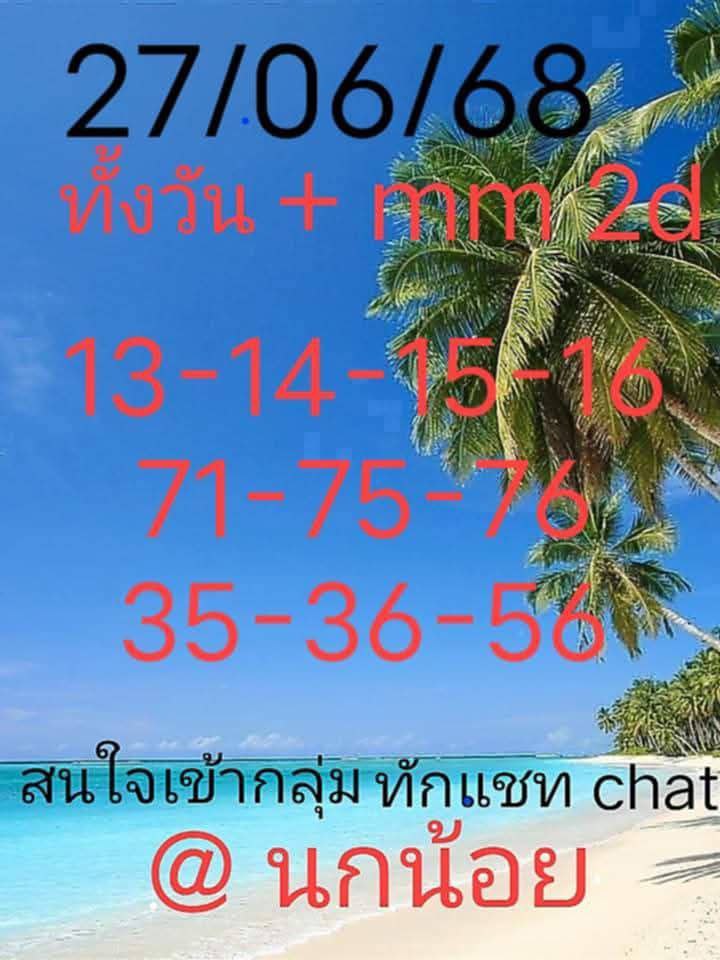 27/06/68
ทั้งวัน + mm 2d
13-14-15-16
71-75-76
35-36-56
สนใจเข้ากลุ่ม ทักแชท chat
@ นกน้อย